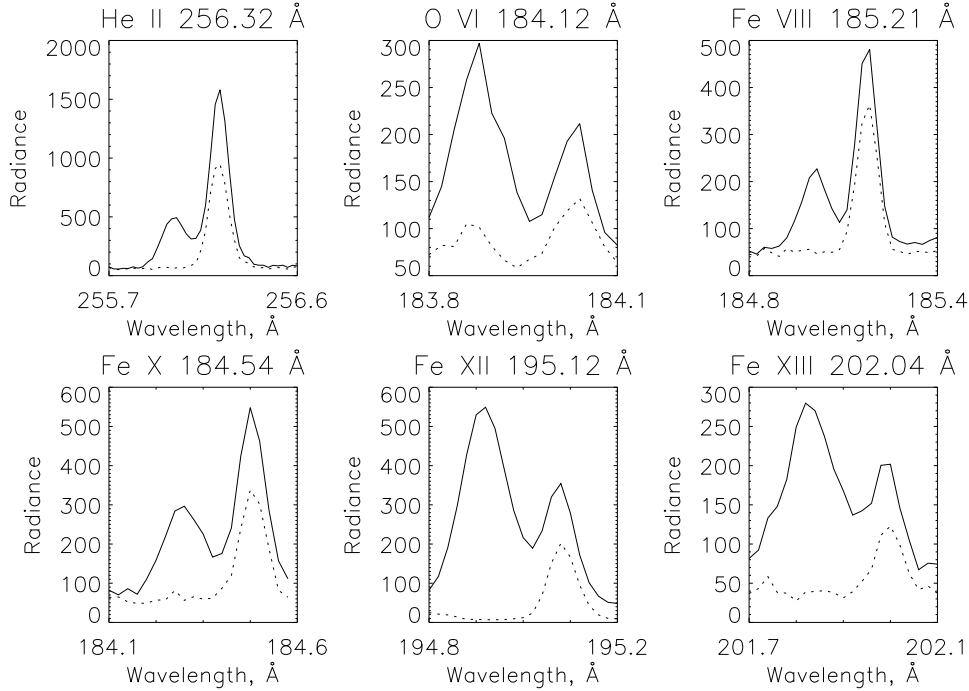 He II 256.32 Å
2000
1500
1000
500
0
Radiance
255.7 256.6
Wavelength, Å
O VI 184.12 Å
300
250
200
150
100
50
Radiance
183.8 184.1
Wavelength, Å
Fe VIII 185.21 Å
500
400
300
200
100
0
Radiance
184.8 185.4
Wavelength, Å
Fe X 184.54 Å
600
500
400
300
200
100
0
Radiance
184.1 184.6
Wavelength, Å
Fe XII 195.12 Å
600
500
400
300
200
100
0
Radiance
194.8 195.2
Wavelength, Å
Fe XIII 202.04 Å
300
250
200
150
100
50
0
Radiance
201.7 202.1
Wavelength, Å